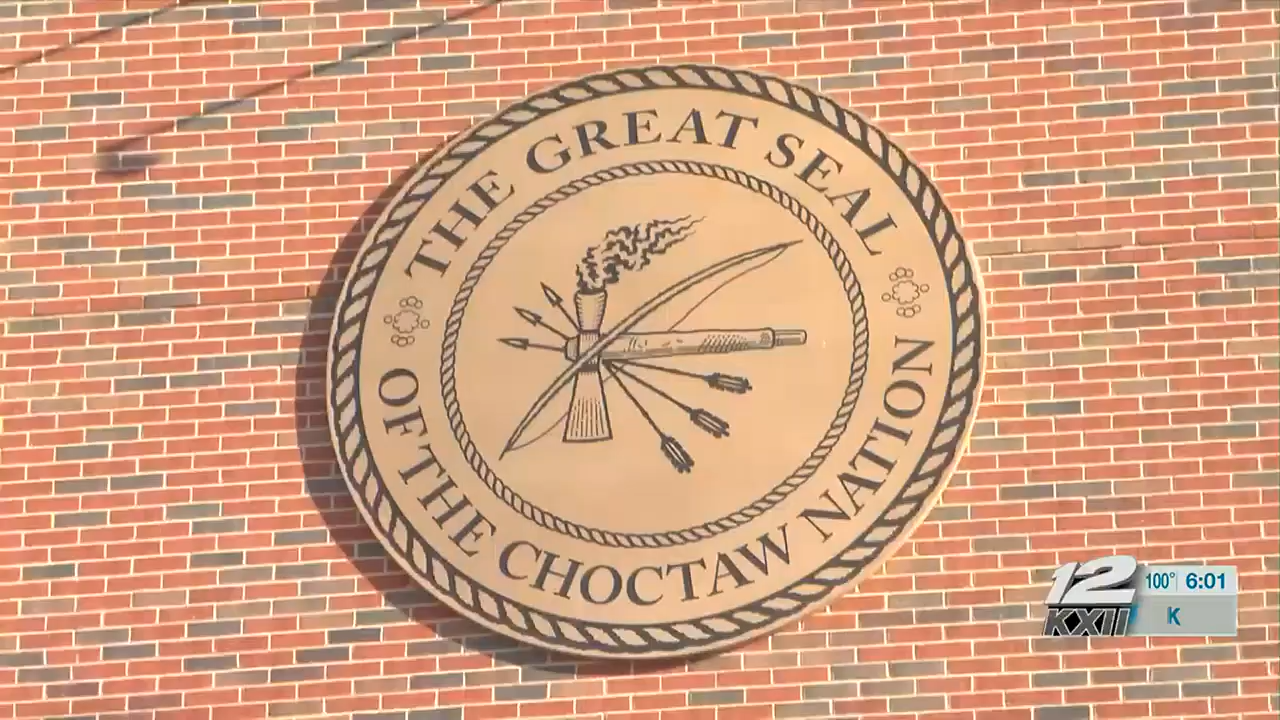 THE GREAT SEAL
OF THE CHOCTAW NATION
12 100° 6:01
KXII K